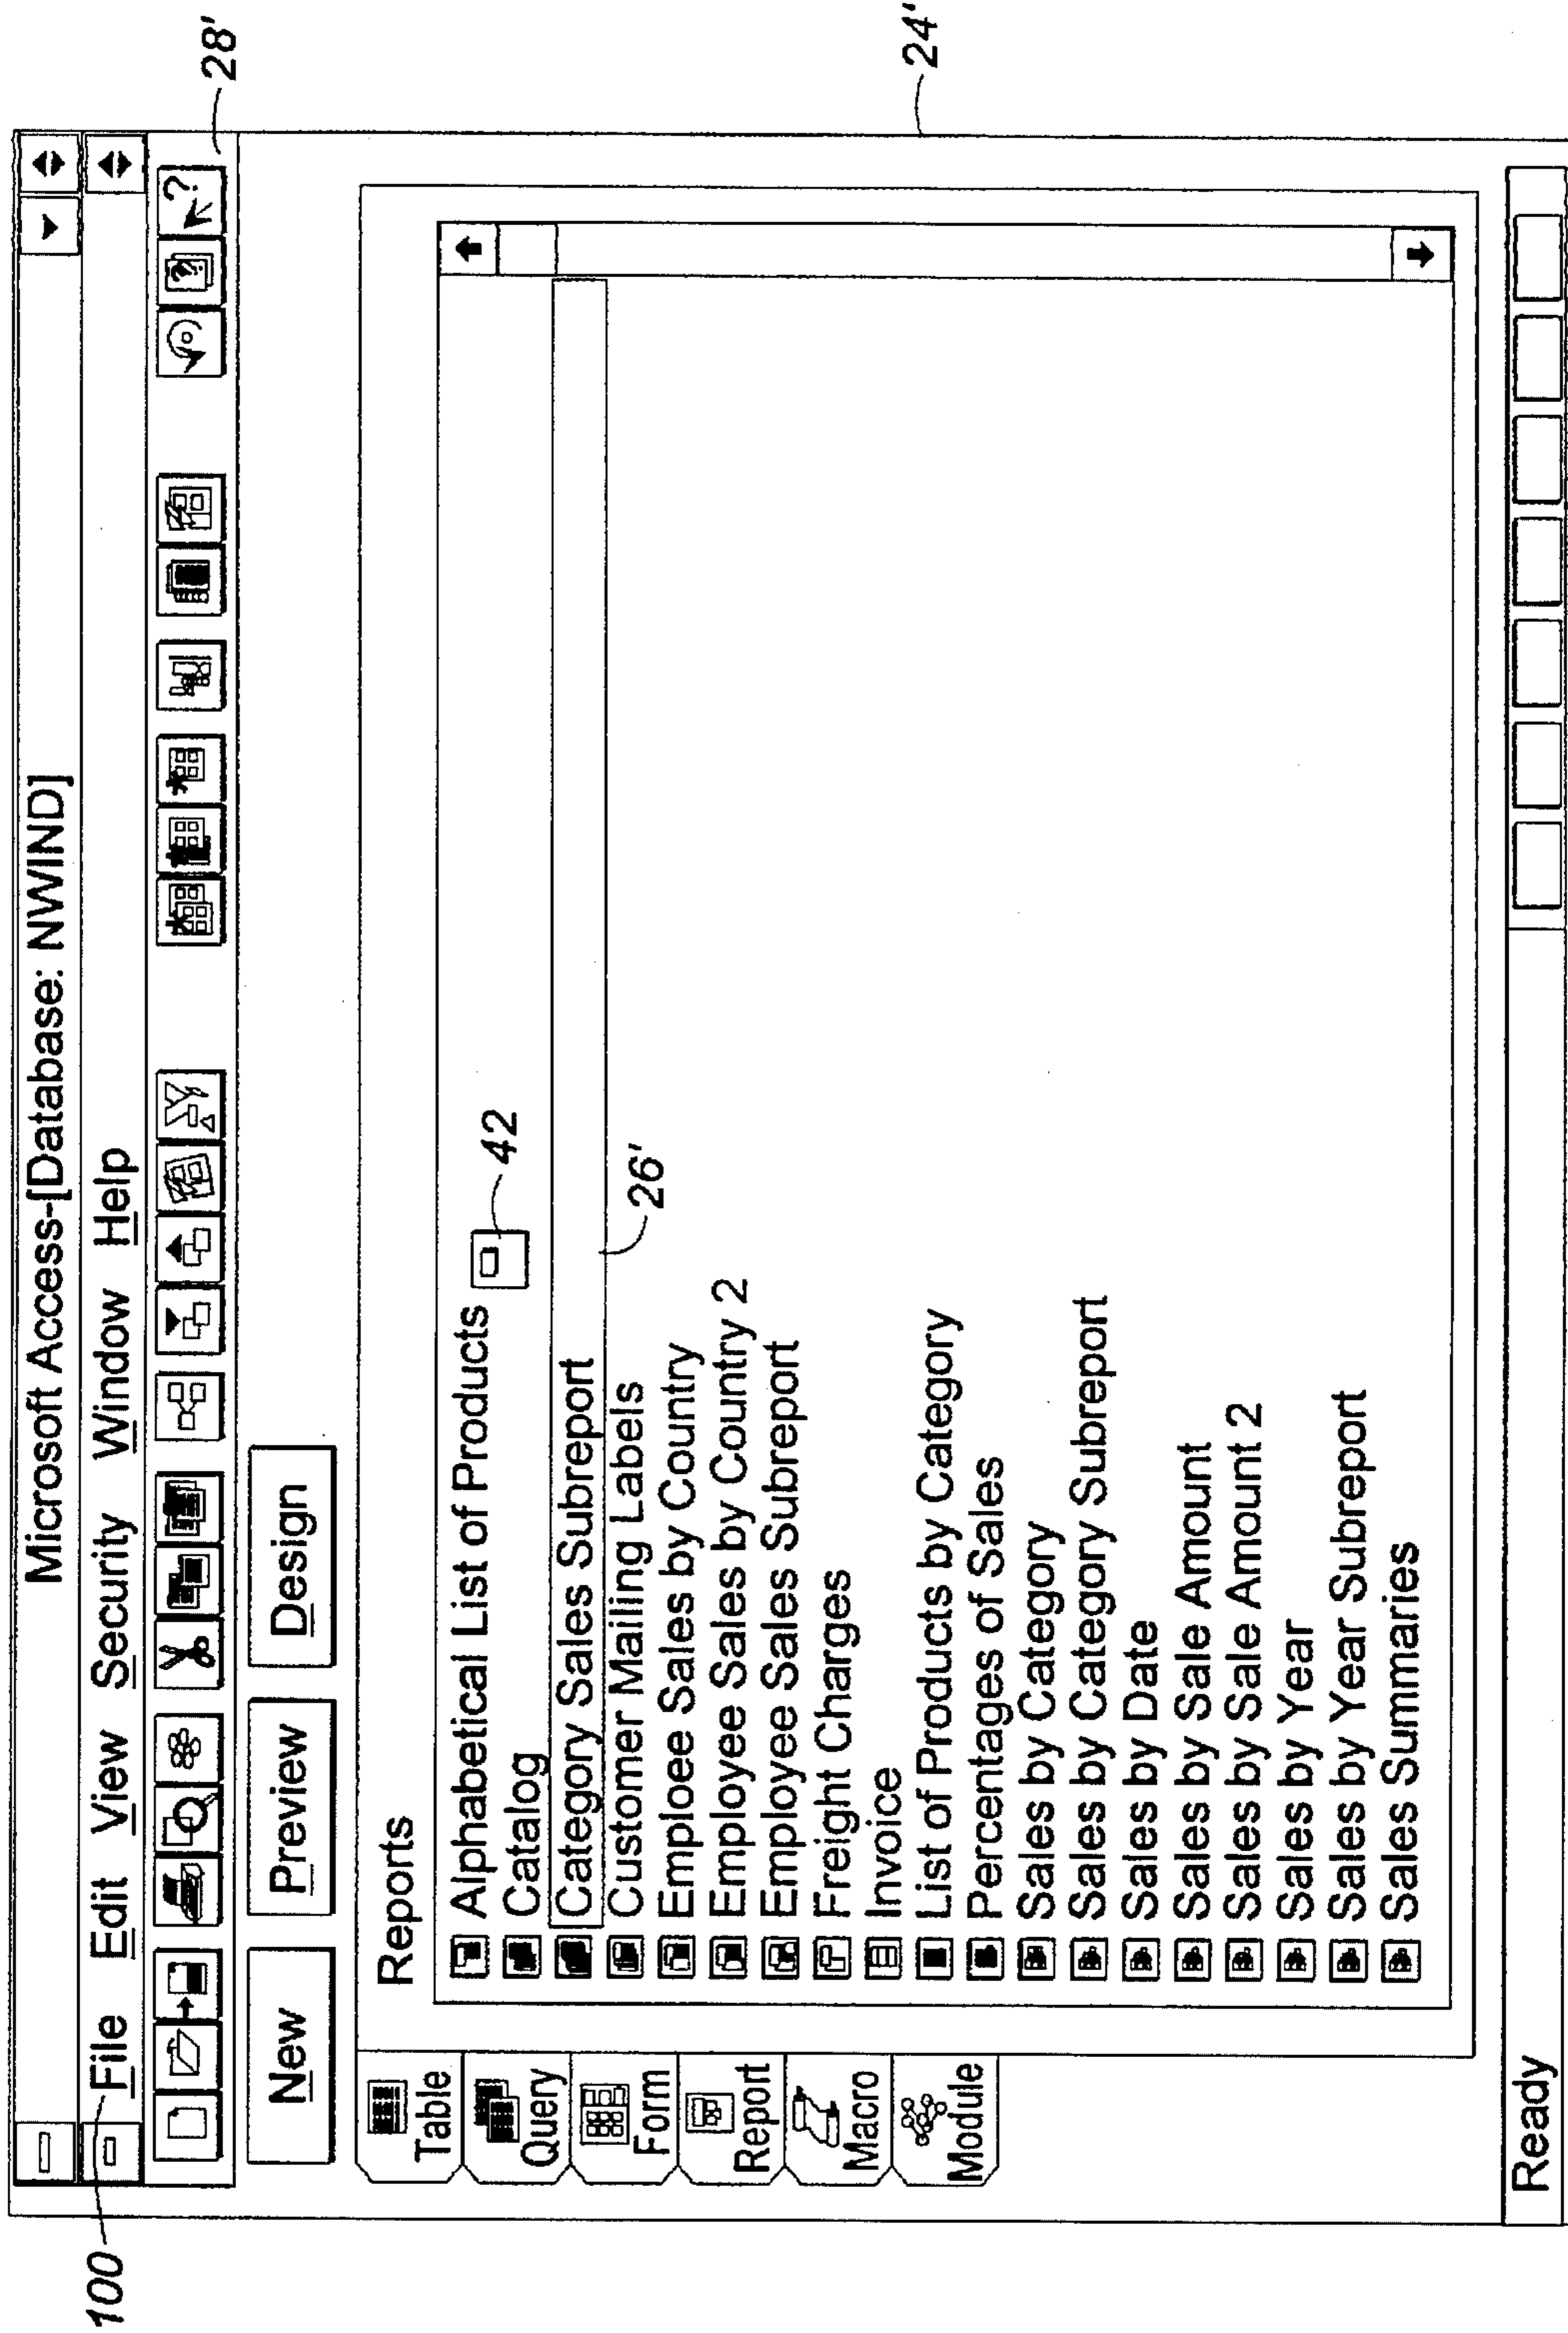 Microsoft Access-[Database: NWIND]
100
File Edit View Security Window Help
28'
New Preview Design
Reports
Table
Query
Form
Report
Macro
Module
Alphabetical List of Products
Catalog
42
Category Sales Subreport
26'
Customer Mailing Labels
Emploee Sales by Country
Employee Sales by Country 2
Employee Sales Subreport
Freight Charges
Invoice
List of Products by Category
Percentages of Sales
Sales by Category
Sales by Category Subreport
Sales by Date
Sales by Sale Amount
Sales by Sale Amount 2
Sales by Year
Sales by Year Subreport
Sales Summaries
24'
Ready